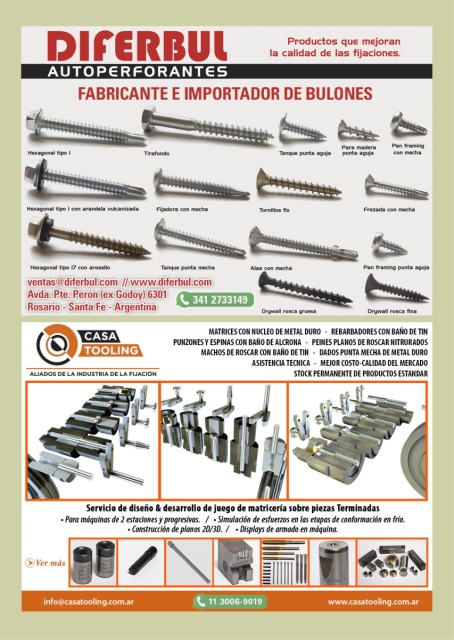 DIFERBUL
AUTOPERFORANTES
Productos que mejoran
la calidad de las fijaciones.
FABRICANTE E IMPORTADOR DE BULONES
Hexagonal tipo I
Tirafondo
Tanque punta aguja
Para madera
punta aguja
Pan framing
con mecha
Hexagonal tipo I con arandela vulcanizada
Fijadora con mecha
Tornillos fix
Frezada con mecha
Hexagonal tipo 17 con arosello
Tanque punta mecha
Alas con mecha
Pan framing punta aguja
Drywall rosca gruesa
Drywall rosca fina
ventas@diferbul.com // www.diferbul.com
Avda. Pte. Perón (ex Godoy) 6301
Rosario - Santa Fe - Argentina
341 2733149
CASA
TOOLING
ALIADOS DE LA INDUSTRIA DE LA FIJACIÓN
MATRICES CON NUCLEO DE METAL DURO - REBARBADORES CON BAÑO DE TIN
PUNZONES Y ESPINAS CON BAÑO DE ALCRONA - PEINES PLANOS DE ROSCAR NITRURADOS
MACHOS DE ROSCAR CON BAÑO DE TIN - DADOS PUNTA MECHA DE METAL DURO
ASISTENCIA TECNICA - MEJOR COSTO-CALIDAD DEL MERCADO
STOCK PERMANENTE DE PRODUCTOS ESTANDAR
Servicio de diseño & desarrollo de juego de matricería sobre piezas Terminadas
• Para máquinas de 2 estaciones y progresivas. / • Simulación de esfuerzos en las etapas de conformación en frío.
• Construcción de planos 2D/3D. / • Displays de armado en máquina.
Ver más
info@casatooling.com.ar
11 3006-9019
www.casatooling.com.ar